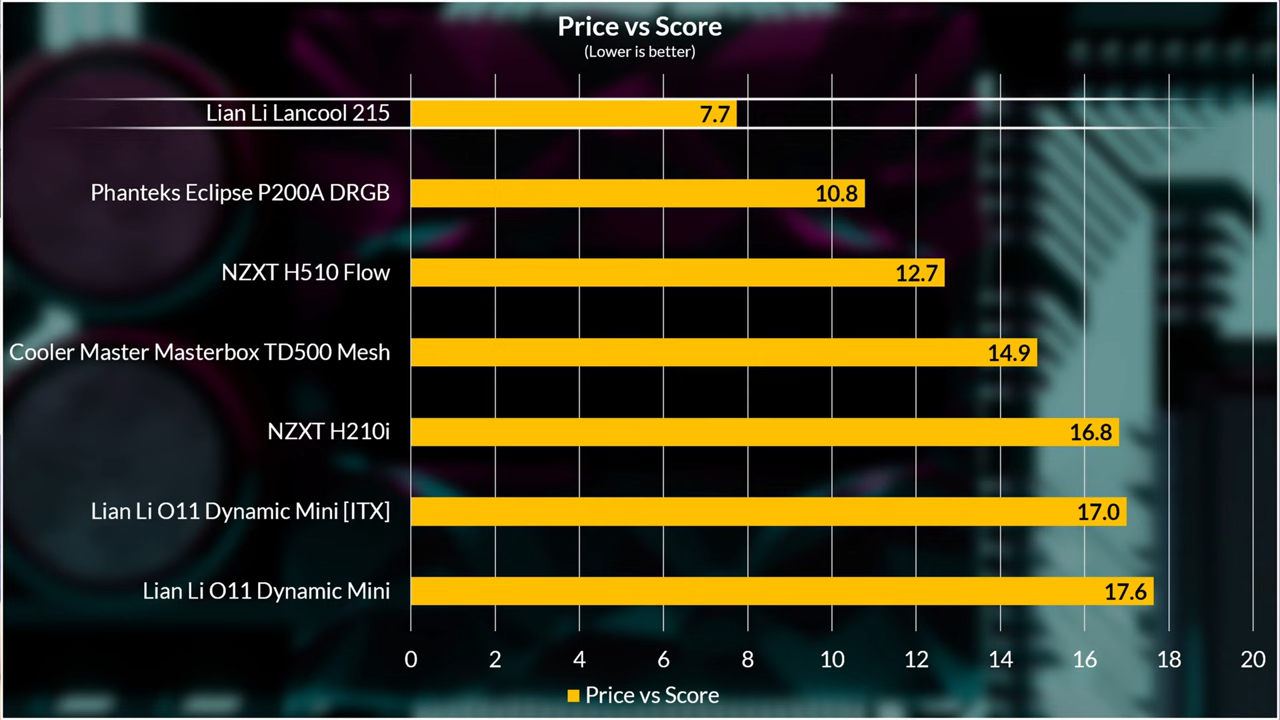 Price vs Score
(Lower is better)
Lian Li Lancool 215 7.7
Phanteks Eclipse P200A DRGB 10.8
NZXT H510 Flow 12.7
Cooler Master Masterbox TD500 Mesh 14.9
NZXT H210i 16.8
Lian Li O11 Dynamic Mini [ITX] 17.0
Lian Li O11 Dynamic Mini 17.6
0 2 4 6 8 10 12 14 16 18 20
Price vs Score